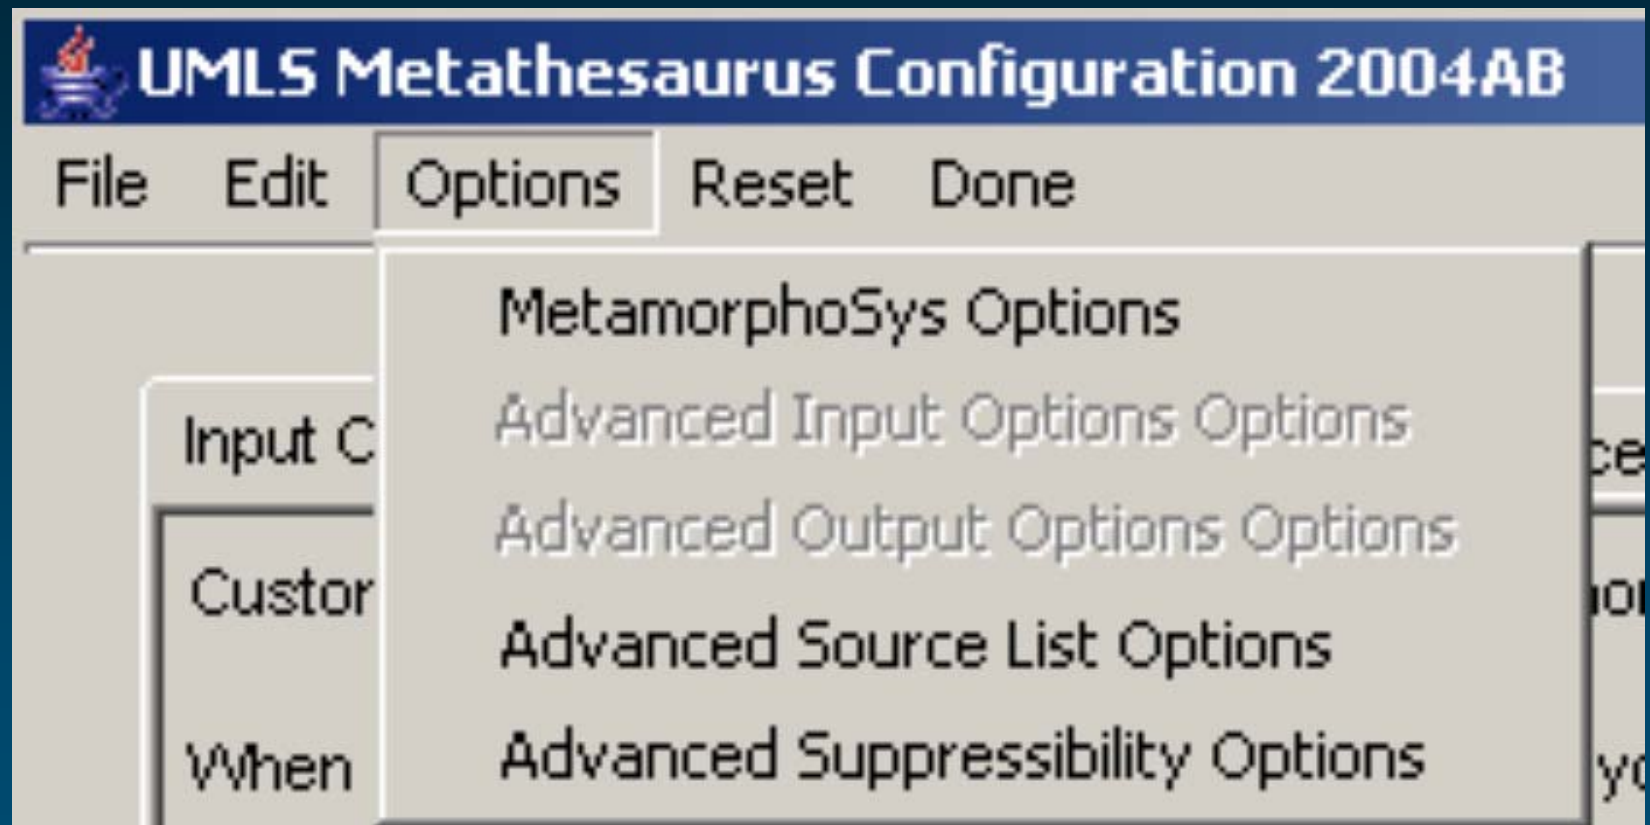 UMLS Metathesaurus Configuration 2004AB
File Edit Options Reset Done
MetamorphoSys Options
Advanced Input Options Options
Advanced Output Options Options
Advanced Source List Options
Advanced Suppressibility Options
Input C
Custor
When